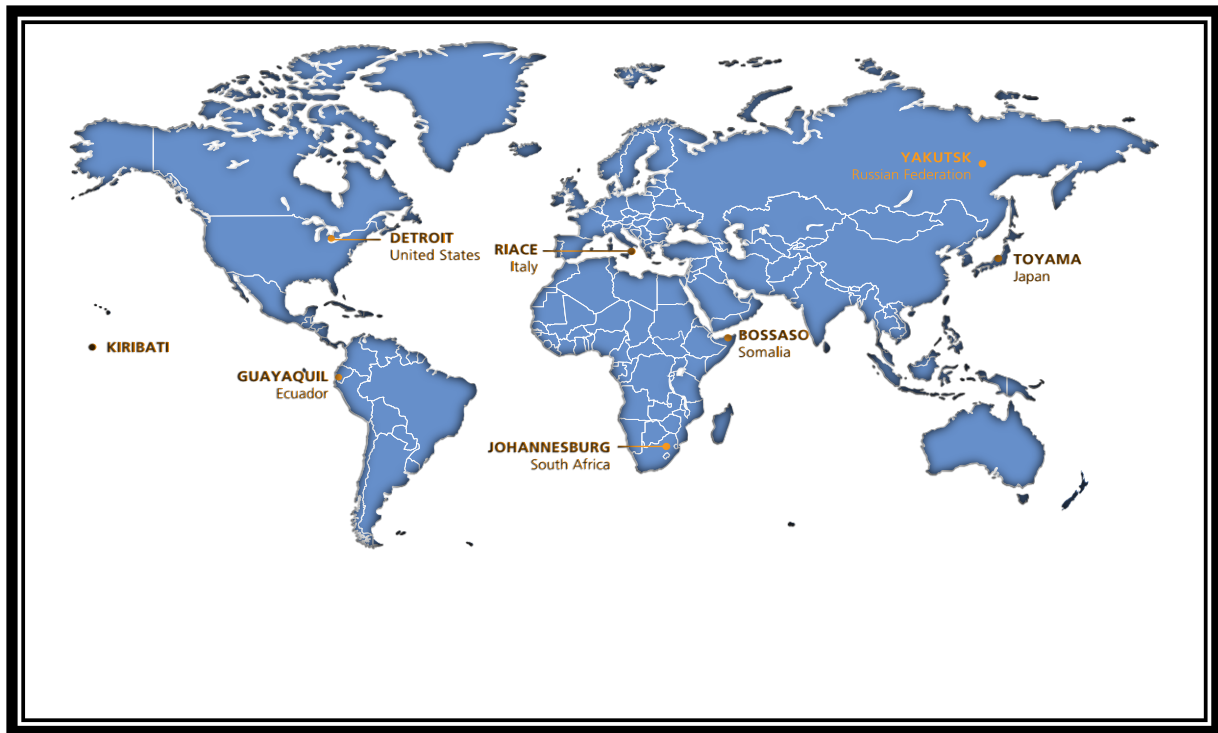 YAKUTSK
Russian Federation
DETROIT
United States
RIACE
Italy
TOYAMA
Japan
BOSSASO
Somalia
KIRIBATI
GUAYAQUIL
Ecuador
JOHANNESBURG
South Africa